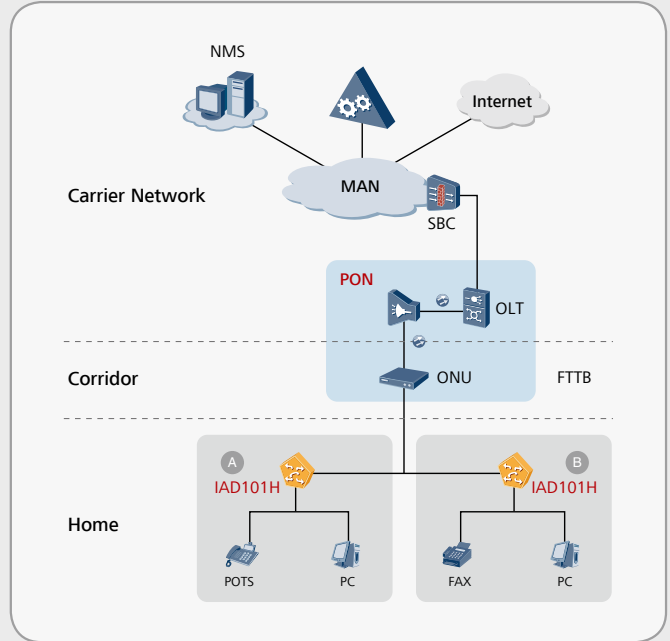 NMS
Internet
MAN
Carrier Network
SBC
PON
OLT
Corridor
ONU
FTTB
A
B
IAD101H
IAD101H
Home
POTS
PC
FAX
PC